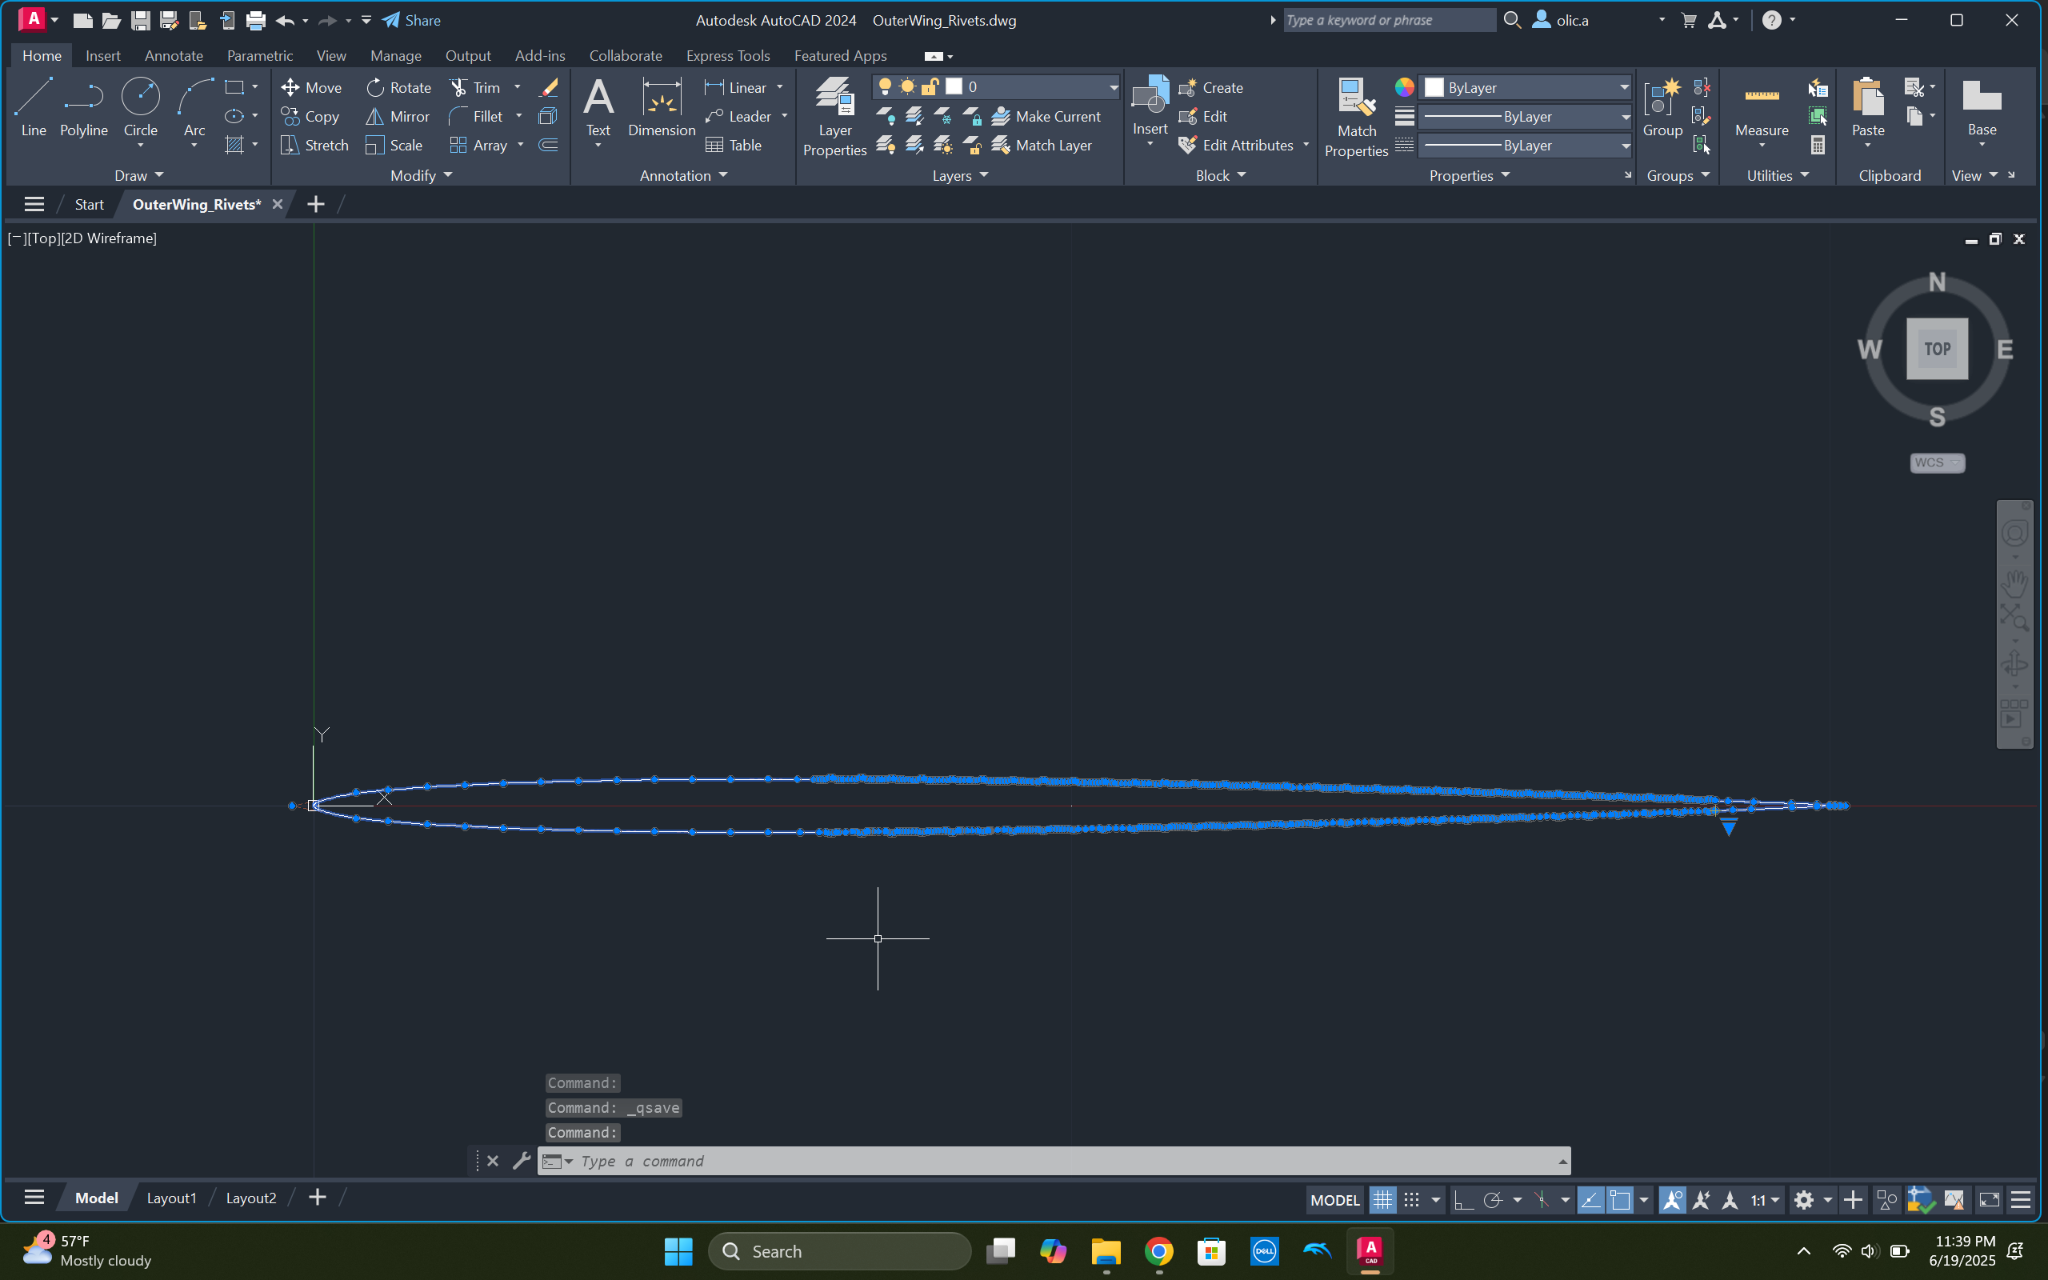 A Share Autodesk AutoCAD 2024 OuterWing_Rivets.dwg Type a keyword or phrase olic.a ?
Home Insert Annotate Parametric View Manage Output Add-ins Collaborate Express Tools Featured Apps
Line Polyline Circle Arc
Draw
Move Rotate Trim
Copy Mirror Fillet
Stretch Scale Array
Modify
A Text Dimension
Linear
Leader
Table
Annotation
Layer Properties
0
Make Current
Match Layer
Layers
Insert
Create
Edit
Edit Attributes
Block
Match Properties
ByLayer
ByLayer
ByLayer
Properties
Group
Groups
Measure
Utilities
Paste
Clipboard
Base
View
Start OuterWing_Rivets*
[−][Top][2D Wireframe]
N
W TOP E
S
WCS
Y
X
Command:
Command: _qsave
Command:
Type a command
Model Layout1 Layout2 MODEL 1:1
4 57°F
Mostly cloudy
Search
DELL
A CAD
11:39 PM
6/19/2025